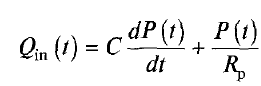 Q_in (t) = C dP(t)/dt + P(t)/R_p